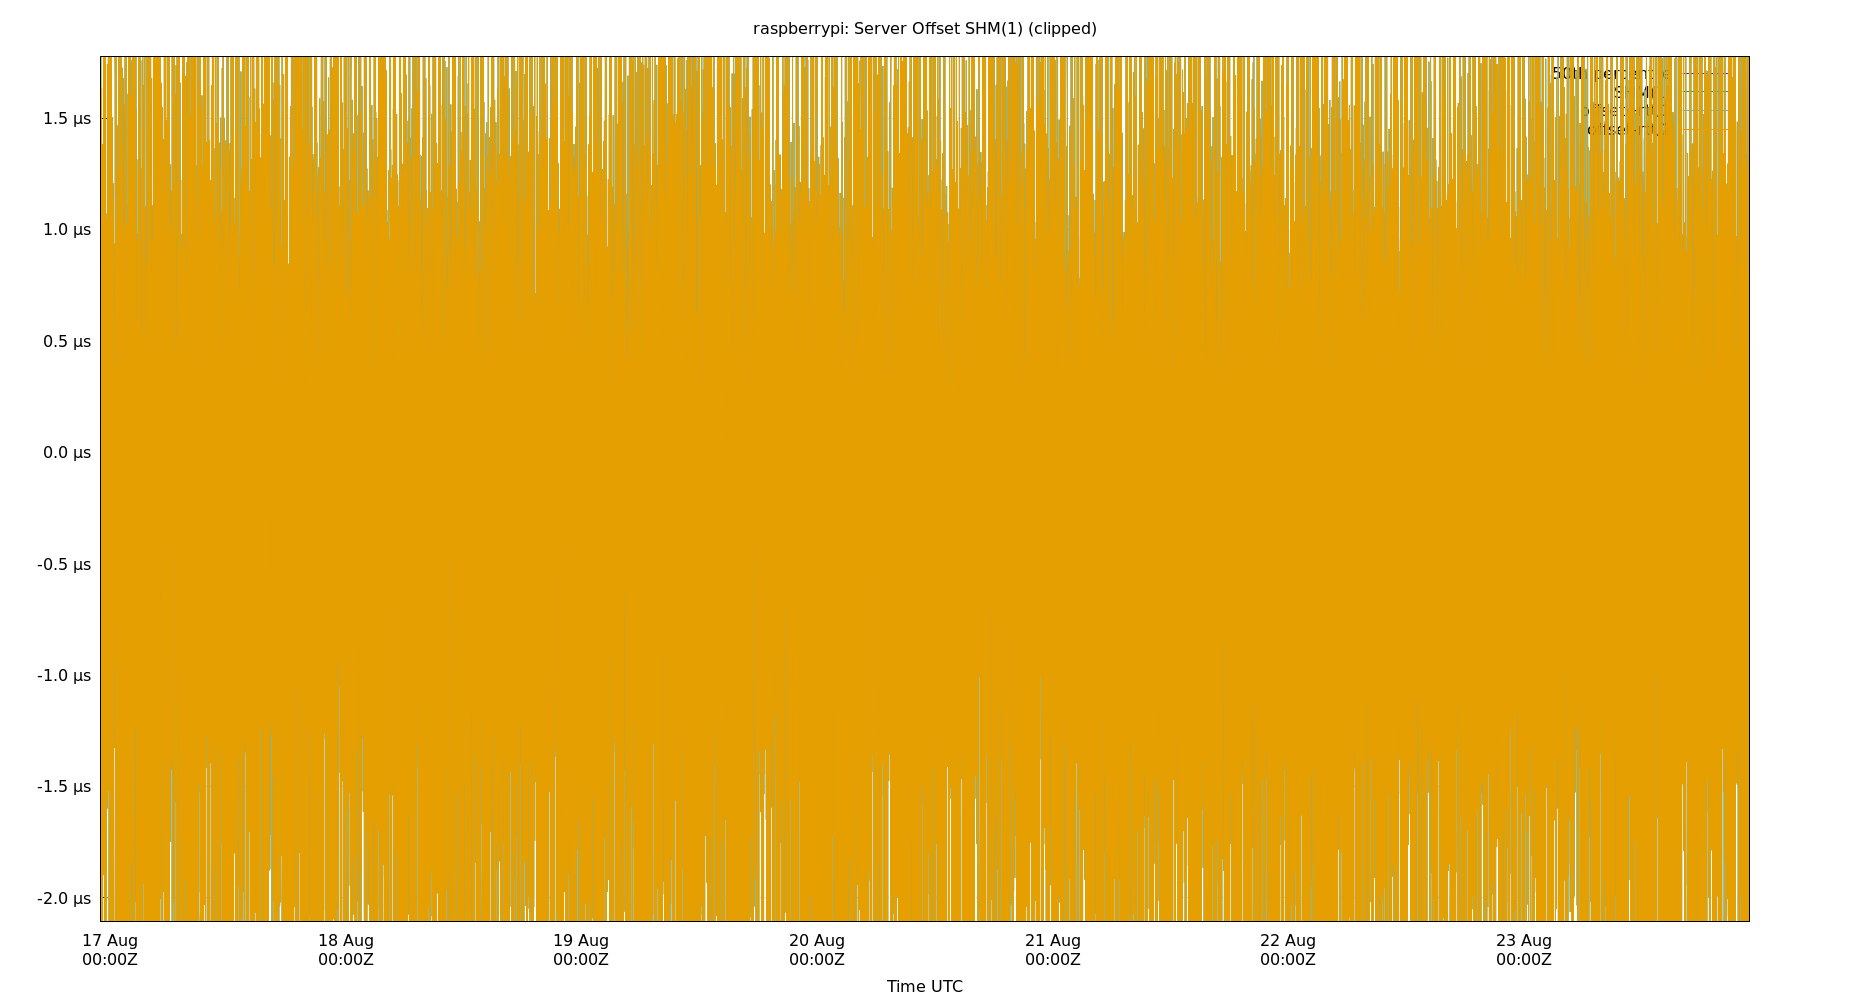 raspberrypi: Server Offset SHM(1) (clipped)
50th percentile
1.5 µs
1.0 µs
0.5 µs
0.0 µs
-0.5 µs
-1.0 µs
-1.5 µs
-2.0 µs
17 Aug 18 Aug 19 Aug 20 Aug 21 Aug 22 Aug 23 Aug
00:00Z 00:00Z 00:00Z 00:00Z 00:00Z 00:00Z 00:00Z
Time UTC